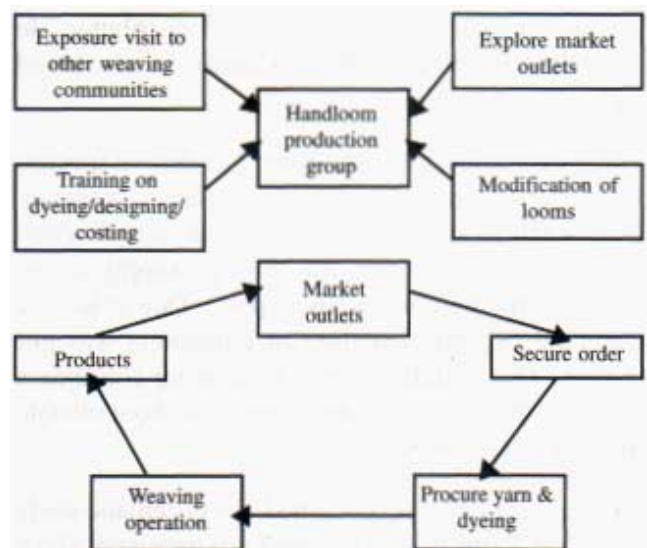 Exposure visit to
other weaving
communities
Explore market
outlets
Handloom
production
group
Training on
dyeing/designing/
costing
Modification of
looms
Market
outlets
Products
Secure order
Weaving
operation
Procure yarn &
dyeing